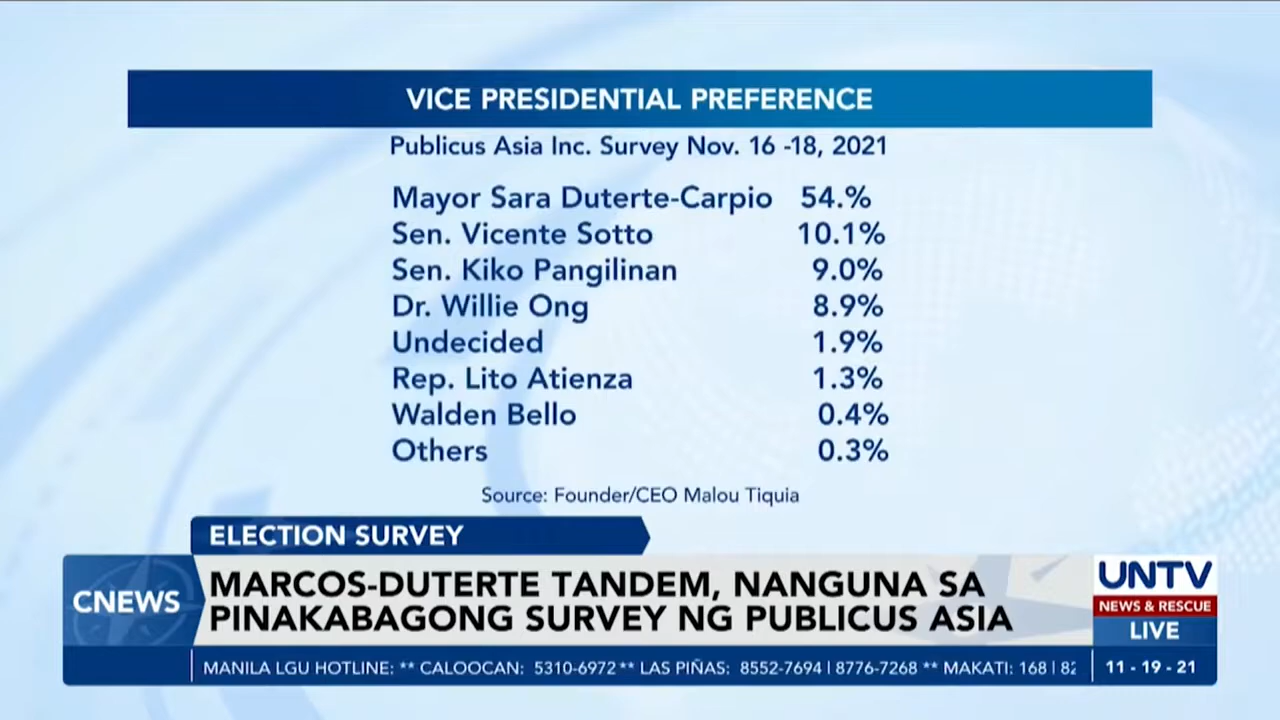 VICE PRESIDENTIAL PREFERENCE
Publicus Asia Inc. Survey Nov. 16 -18, 2021
Mayor Sara Duterte-Carpio 54.%
Sen. Vicente Sotto 10.1%
Sen. Kiko Pangilinan 9.0%
Dr. Willie Ong 8.9%
Undecided 1.9%
Rep. Lito Atienza 1.3%
Walden Bello 0.4%
Others 0.3%
Source: Founder/CEO Malou Tiquia
ELECTION SURVEY
CNEWS
MARCOS-DUTERTE TANDEM, NANGUNA SA
PINAKABAGONG SURVEY NG PUBLICUS ASIA
UNTV
NEWS & RESCUE
LIVE
MANILA LGU HOTLINE: ** CALOOCAN: 5310-6972 ** LAS PIÑAS: 8552-7694 | 8776-7268 ** MAKATI: 168 | 82
11 - 19 - 21